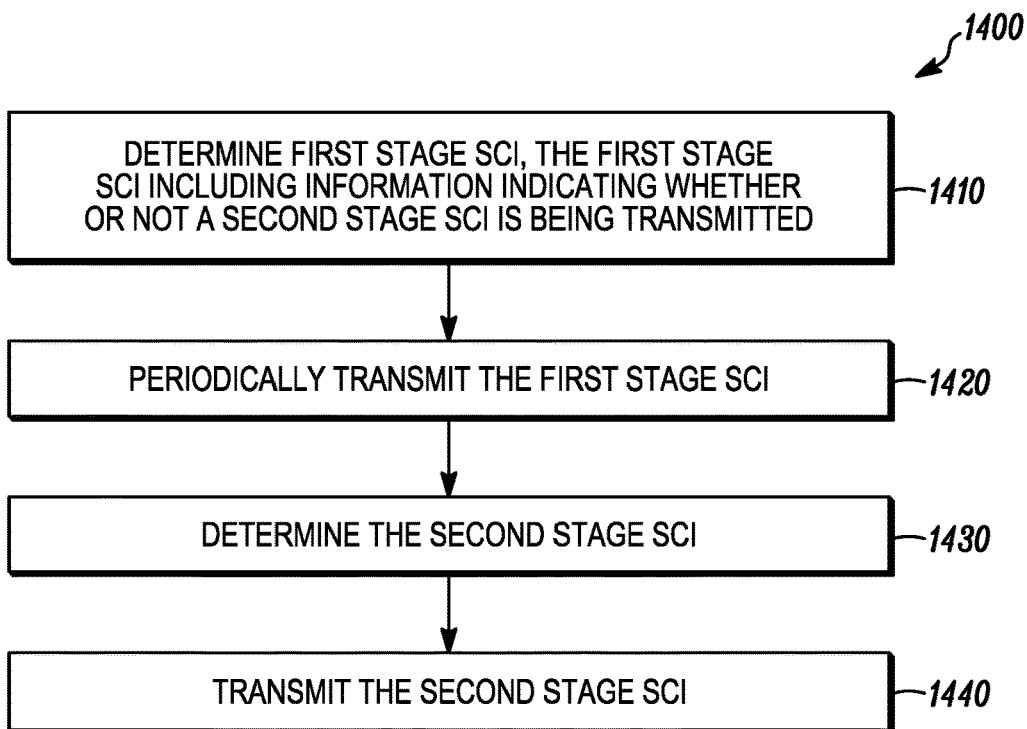 1400
DETERMINE FIRST STAGE SCI, THE FIRST STAGE
SCI INCLUDING INFORMATION INDICATING WHETHER
OR NOT A SECOND STAGE SCI IS BEING TRANSMITTED
1410
PERIODICALLY TRANSMIT THE FIRST STAGE SCI
1420
DETERMINE THE SECOND STAGE SCI
1430
TRANSMIT THE SECOND STAGE SCI
1440